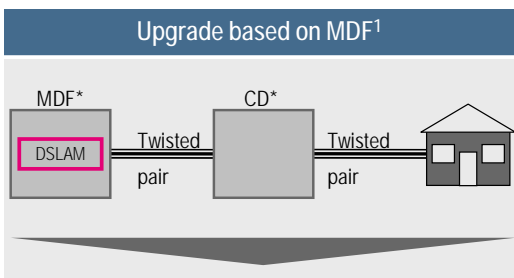 Upgrade based on MDF1
MDF*
CD*
DSLAM
Twisted
pair
Twisted
pair